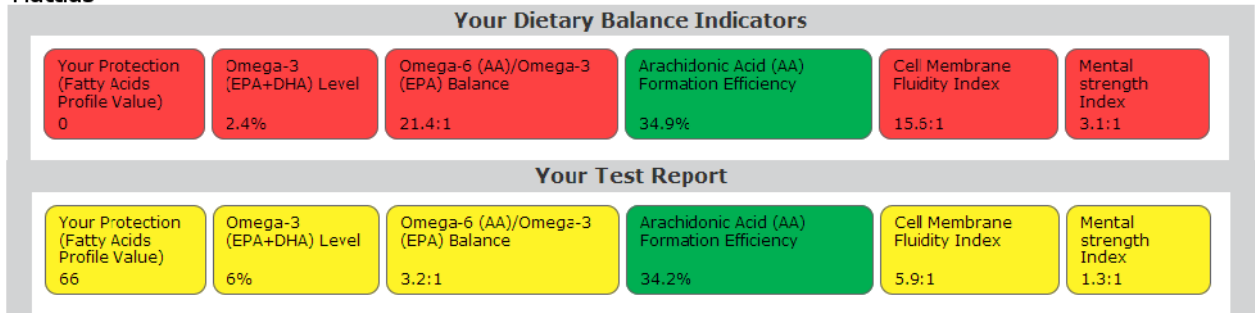 Your Dietary Balance Indicators
Your Protection
(Fatty Acids
Profile Value)
0
Omega-3
(EPA+DHA) Level
2.4%
Omega-6 (AA)/Omega-3
(EPA) Balance
21.4:1
Arachidonic Acid (AA)
Formation Efficiency
34.9%
Cell Membrane
Fluidity Index
15.6:1
Mental
strength
Index
3.1:1
Your Test Report
Your Protection
(Fatty Acids
Profile Value)
66
Omega-3
(EPA+DHA) Level
6%
Omega-6 (AA)/Omega-3
(EPA) Balance
3.2:1
Arachidonic Acid (AA)
Formation Efficiency
34.2%
Cell Membrane
Fluidity Index
5.9:1
Mental
strength
Index
1.3:1